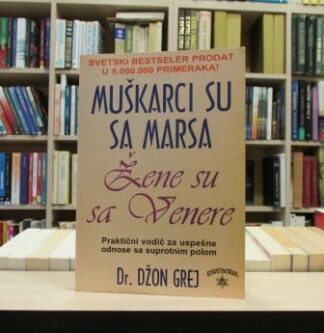 SVETSKI BESTSELER PRODAT
U 5.000.000 PRIMERAKA!
MUŠKARCI SU
SA MARSA
Žene su
sa Venere
Praktični vodič za uspešne
odnose sa suprotnim polom
Dr. DŽON GREJ